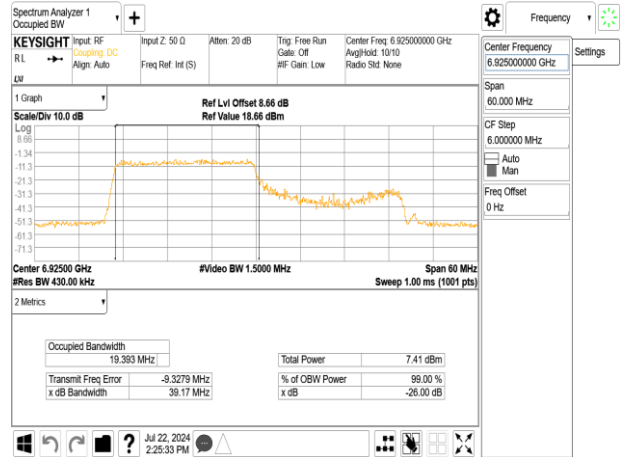 Spectrum Analyzer 1
Occupied BW
Frequency
KEYSIGHT
Input: RF
Coupling: DC
Align: Auto
Input Z: 50 Ω
Freq Ref: Int (S)
Atten: 20 dB
Trig: Free Run
Gate: Off
#IF Gain: Low
Center Freq: 6.925000000 GHz
Avg|Hold: 10/10
Radio Std: None
RL
LNI
Center Frequency
6.925000000 GHz
Settings
Span
60.000 MHz
CF Step
6.000000 MHz
Auto
Man
Freq Offset
0 Hz
1 Graph
Scale/Div 10.0 dB
Ref Lvl Offset 8.66 dB
Ref Value 18.66 dBm
Log
8.66
-1.34
-11.3
-21.3
-31.3
-41.3
-51.3
-61.3
-71.3
Center 6.92500 GHz
#Video BW 1.5000 MHz
Span 60 MHz
#Res BW 430.00 kHz
Sweep 1.00 ms (1001 pts)
2 Metrics
Occupied Bandwidth
19.393 MHz
Total Power 7.41 dBm
Transmit Freq Error -9.3279 MHz
% of OBW Power 99.00 %
x dB Bandwidth 39.17 MHz
x dB -26.00 dB
Jul 22, 2024
2:25:33 PM